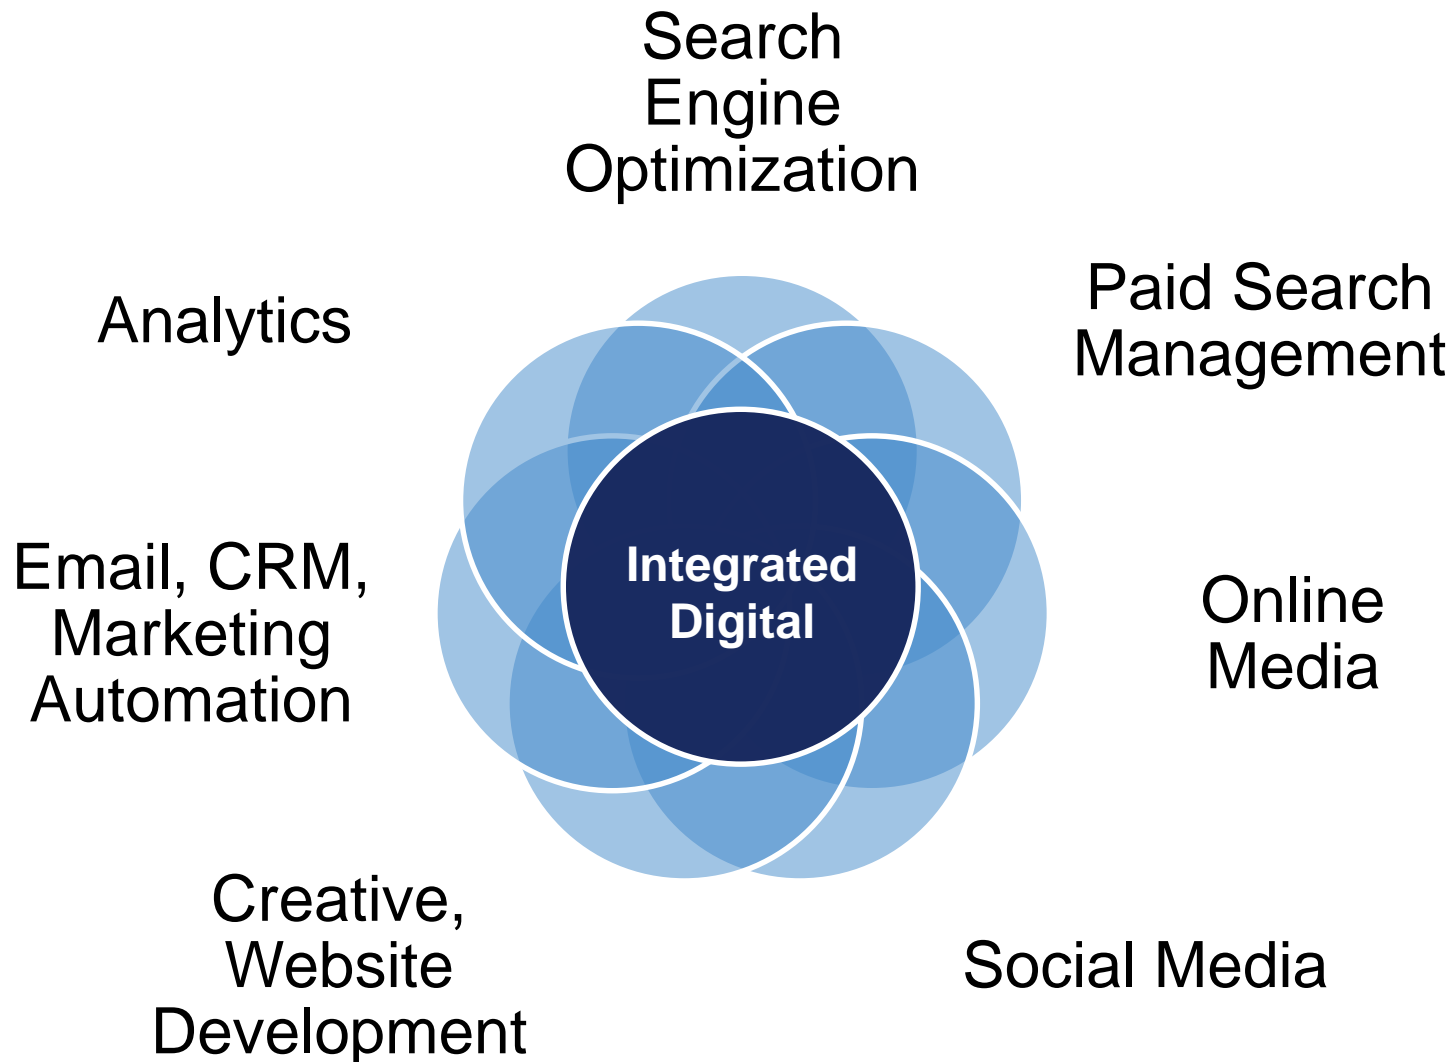 Search
Engine
Optimization
Paid Search
Management
Online
Media
Social Media
Creative,
Website
Development
Email, CRM,
Marketing
Automation
Analytics
Integrated
Digital